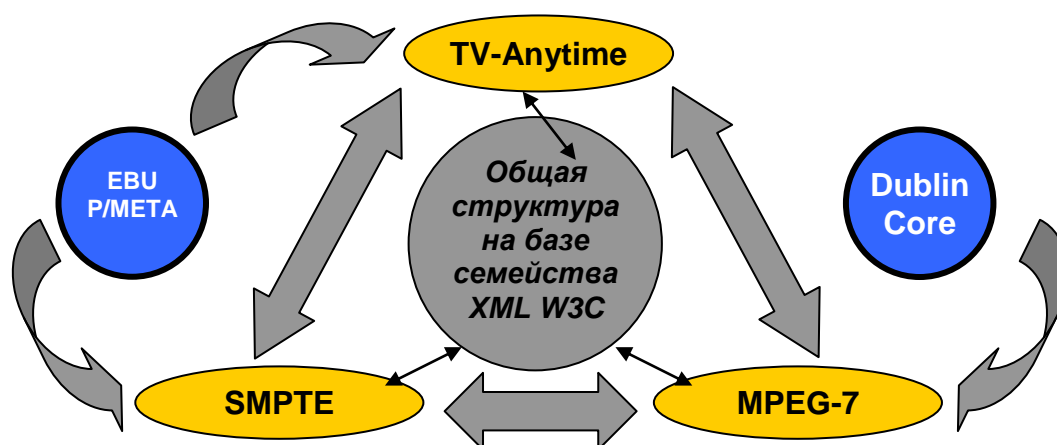 TV-Anytime
EBU
P/META
Общая
структура
на базе
семейства
XML W3C
Dublin
Core
SMPTE
MPEG-7